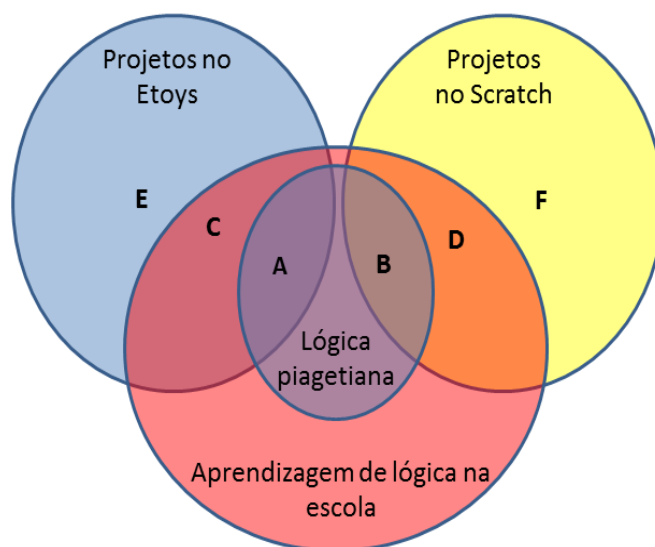 Projetos no
Etoys
Projetos
no Scratch
E
C
A
B
D
F
Lógica
piagetiana
Aprendizagem de lógica na
escola